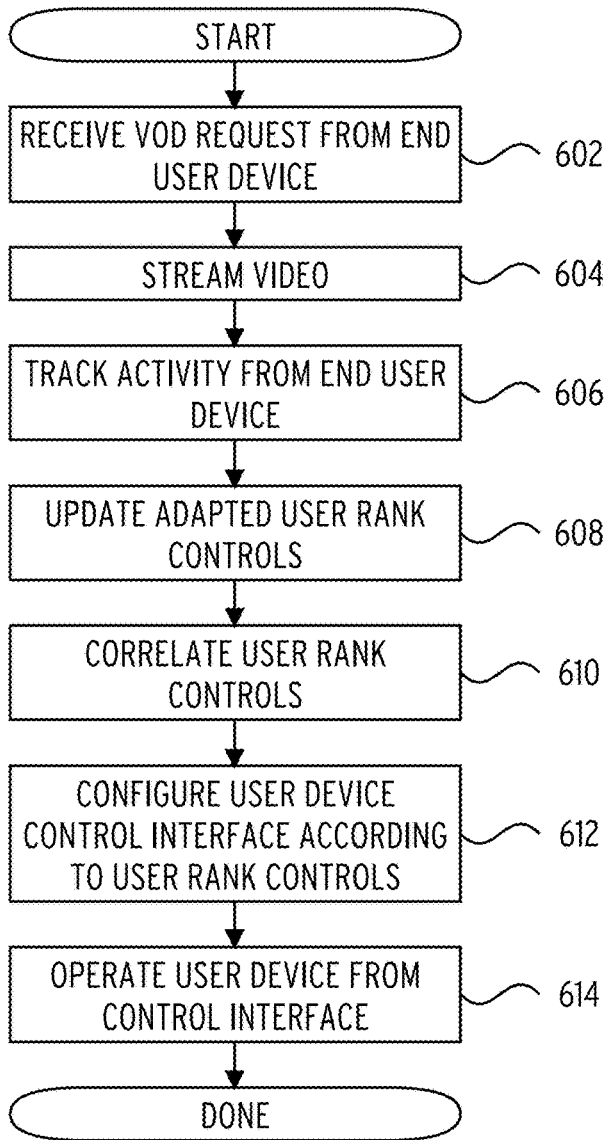 START
RECEIVE VOD REQUEST FROM END
USER DEVICE
602
STREAM VIDEO
604
TRACK ACTIVITY FROM END USER
DEVICE
606
UPDATE ADAPTED USER RANK
CONTROLS
608
CORRELATE USER RANK
CONTROLS
610
CONFIGURE USER DEVICE
CONTROL INTERFACE ACCORDING
TO USER RANK CONTROLS
612
OPERATE USER DEVICE FROM
CONTROL INTERFACE
614
DONE